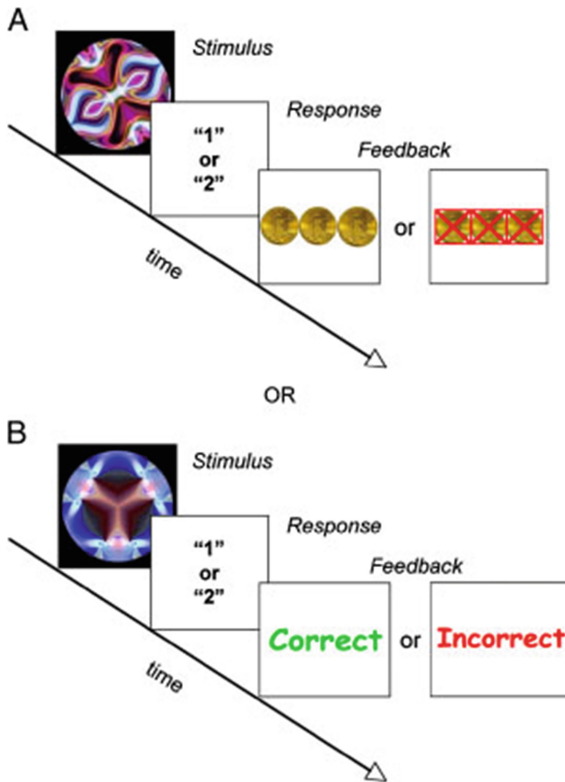 A
Stimulus
Response
“1”
or
“2”
Feedback
or
time
OR
B
Stimulus
Response
“1”
or
“2”
Feedback
Correct or Incorrect
time